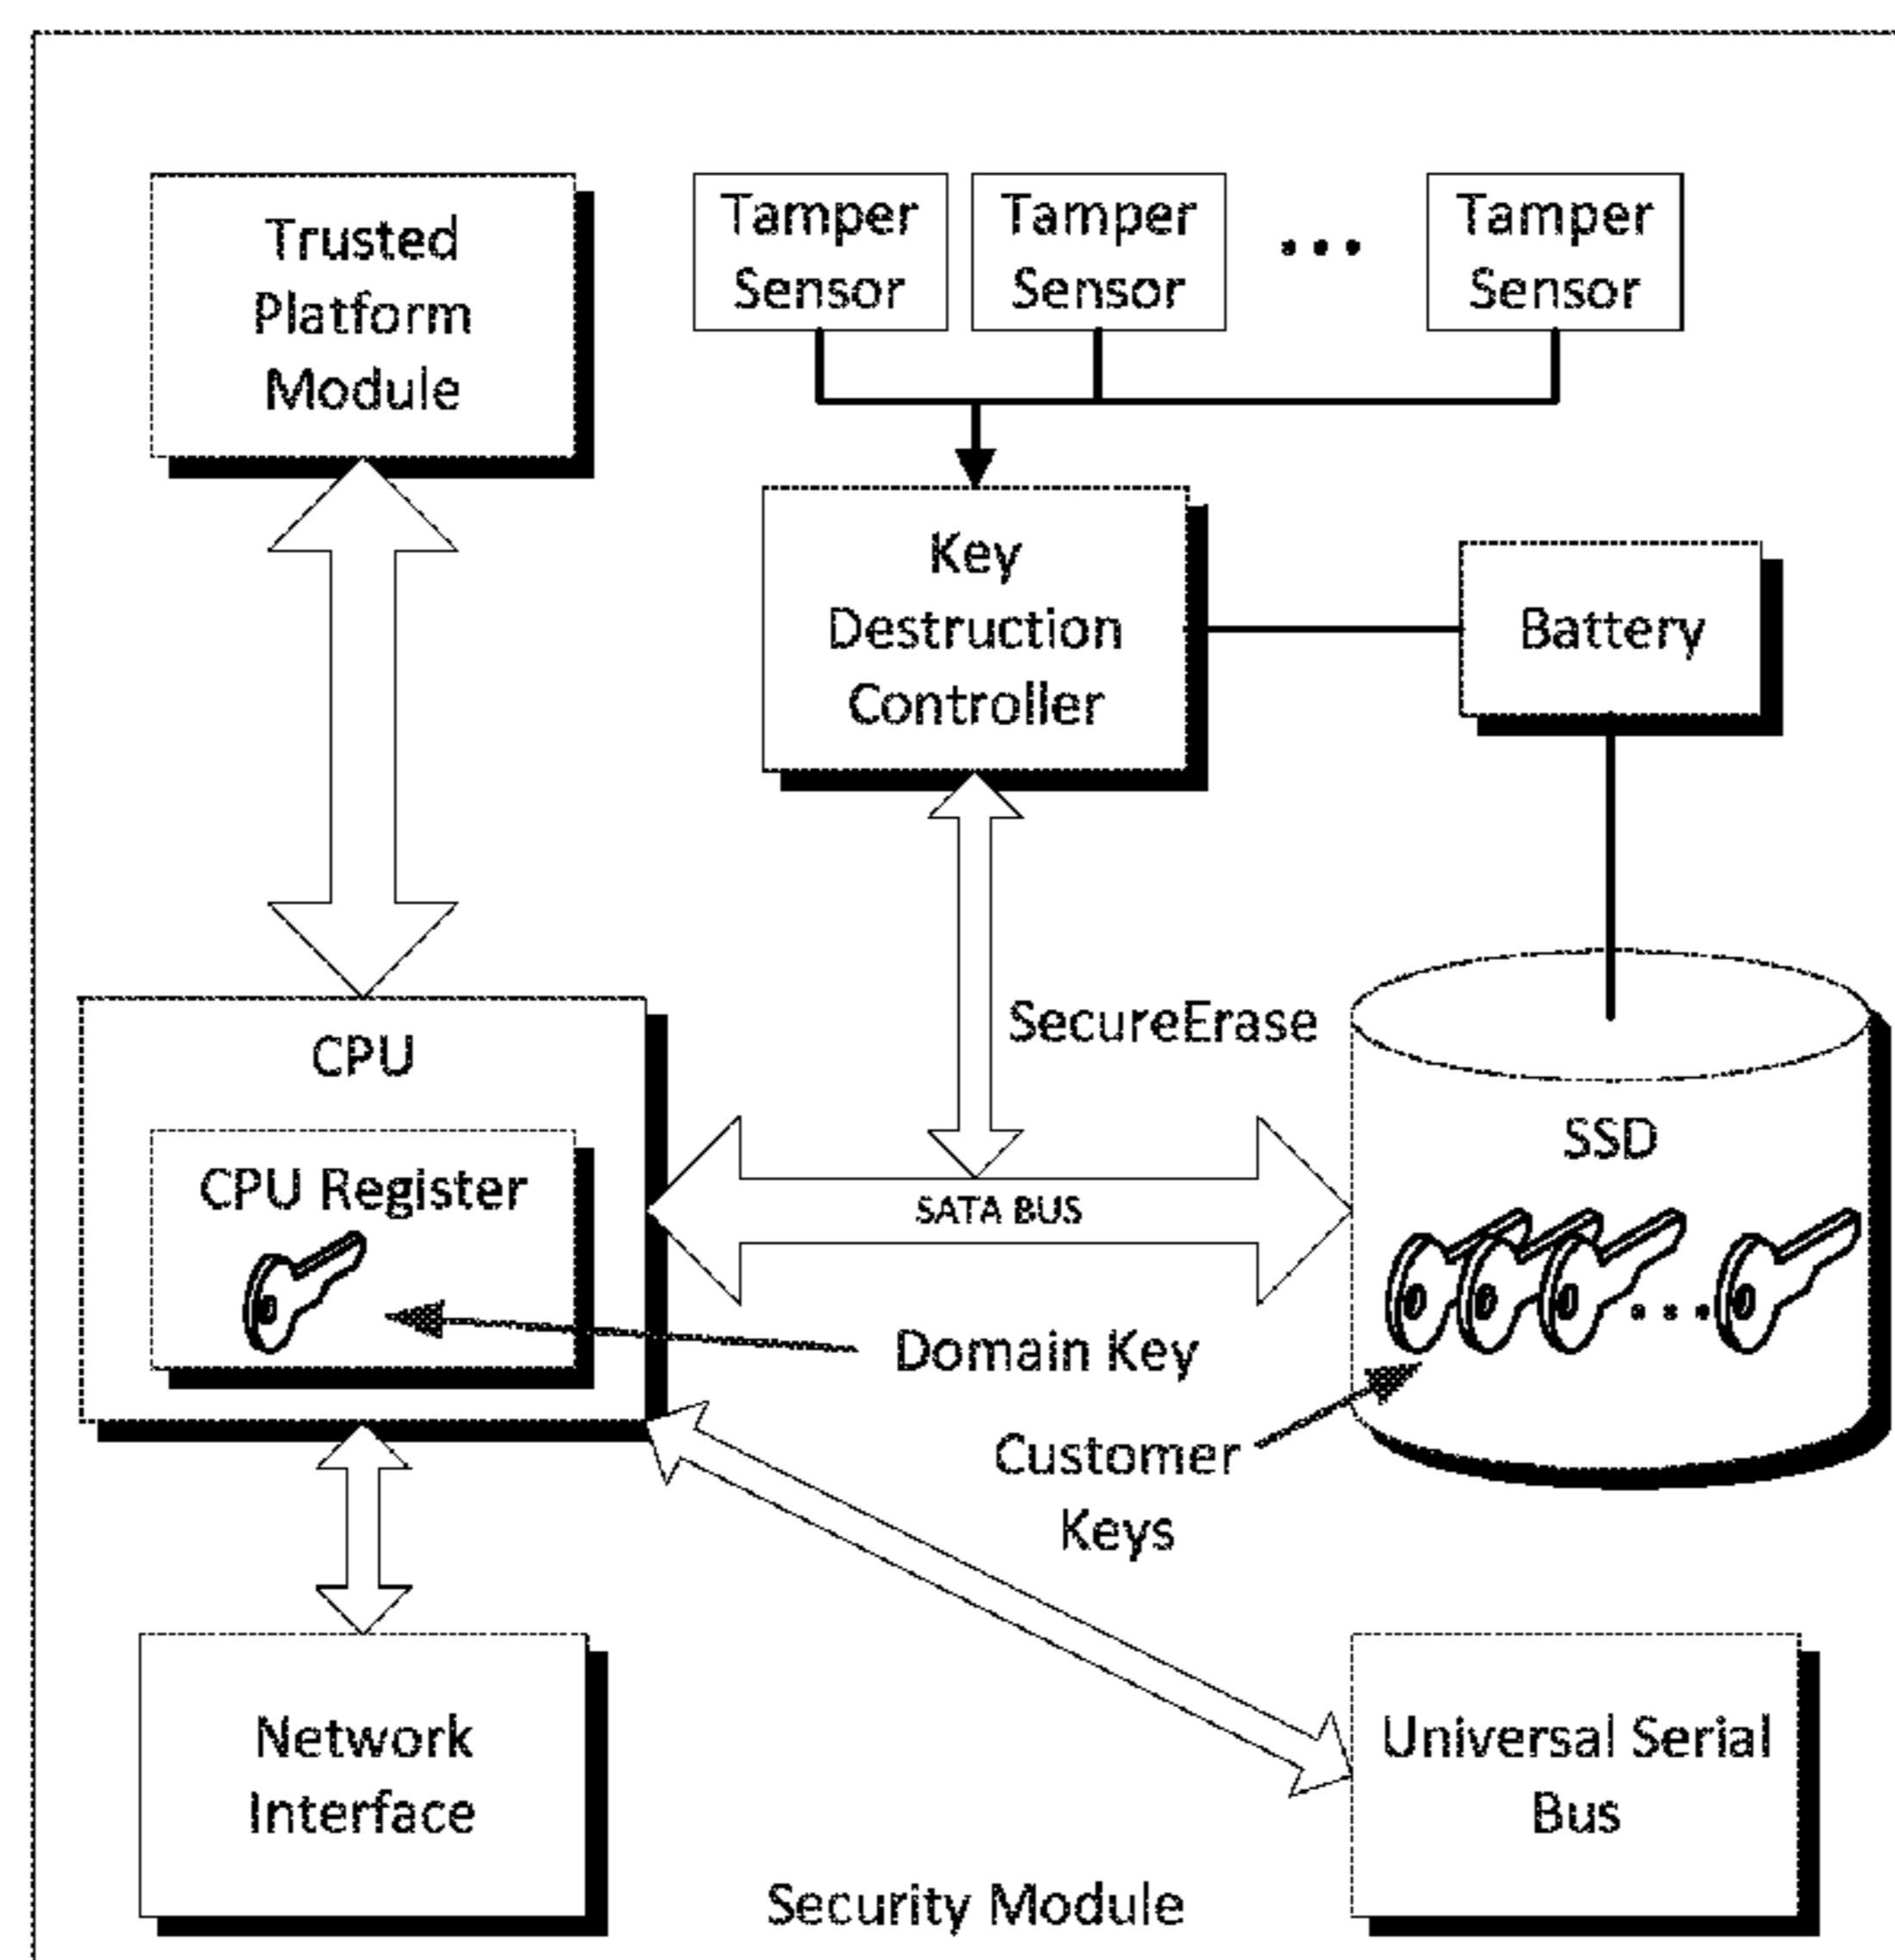 Trusted
Platform
Module
Tamper
Sensor
Tamper
Sensor
...
Tamper
Sensor
Key
Destruction
Controller
Battery
SecureErase
CPU
CPU Register
SATA BUS
SSD
...
Domain Key
Customer
Keys
Network
Interface
Universal Serial
Bus
Security Module